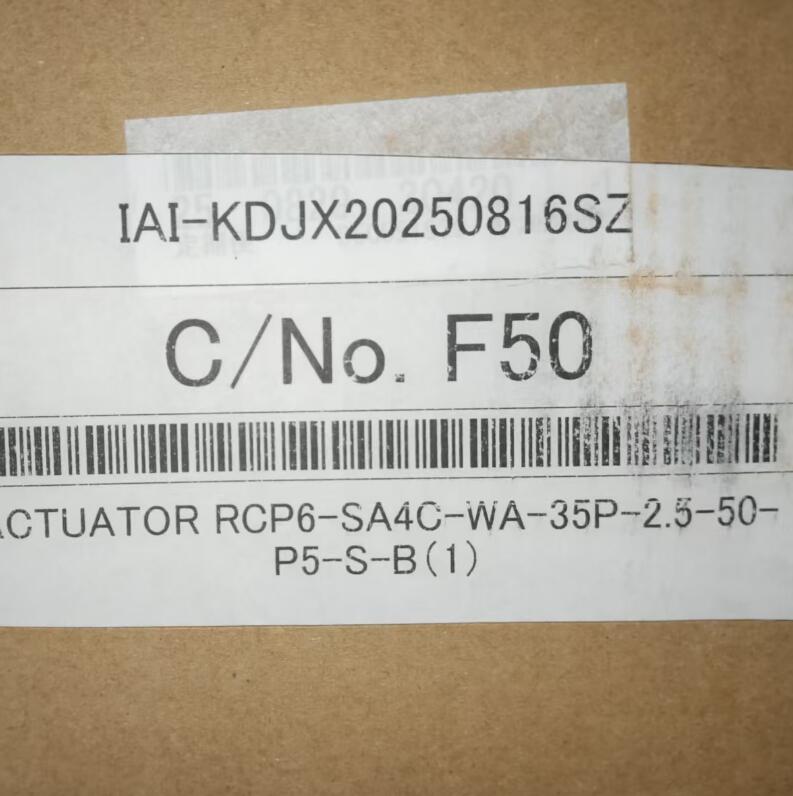 IAI-KDJX20250816SZ
C/No. F50
ACTUATOR RCP6-SA4C-WA-35P-2.5-50-
P5-S-B(1)